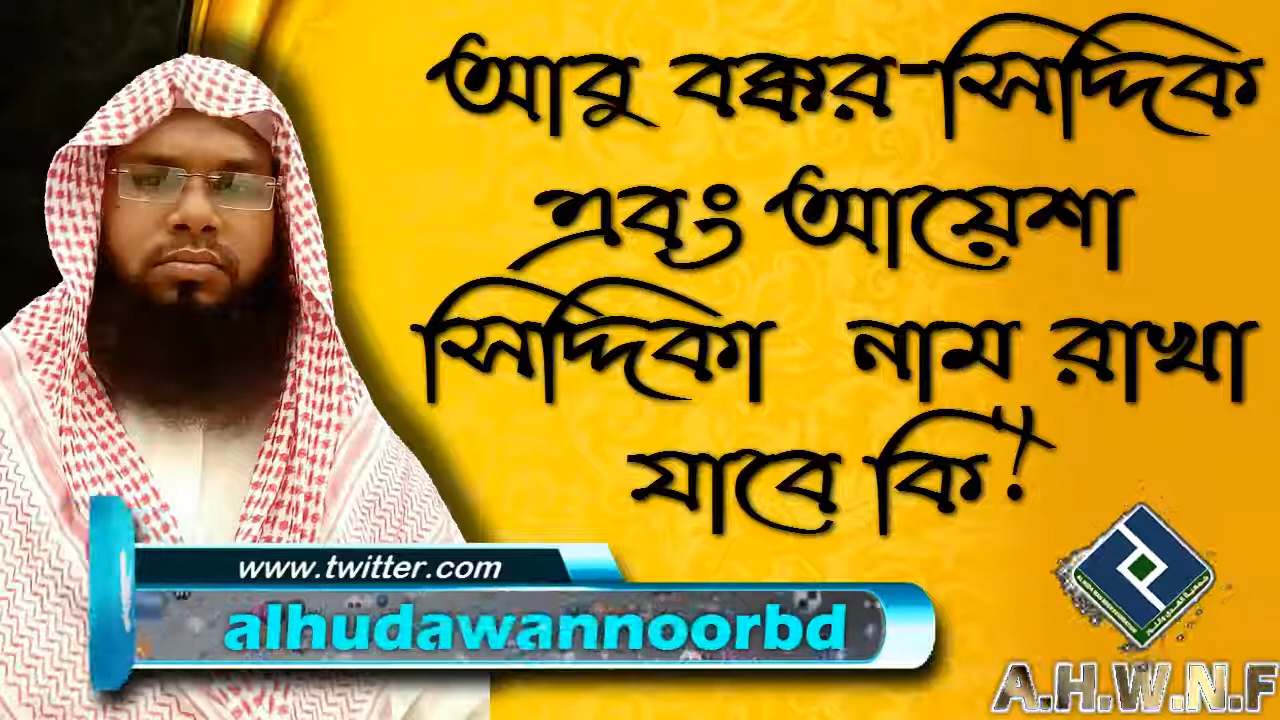 আবু বক্কর-সিদ্দিক
এবং আয়েশা
সিদ্দিকা নাম রাখা
যাবে কি!
www.twitter.com
alhudawannoorbd
A.H.W.N.F